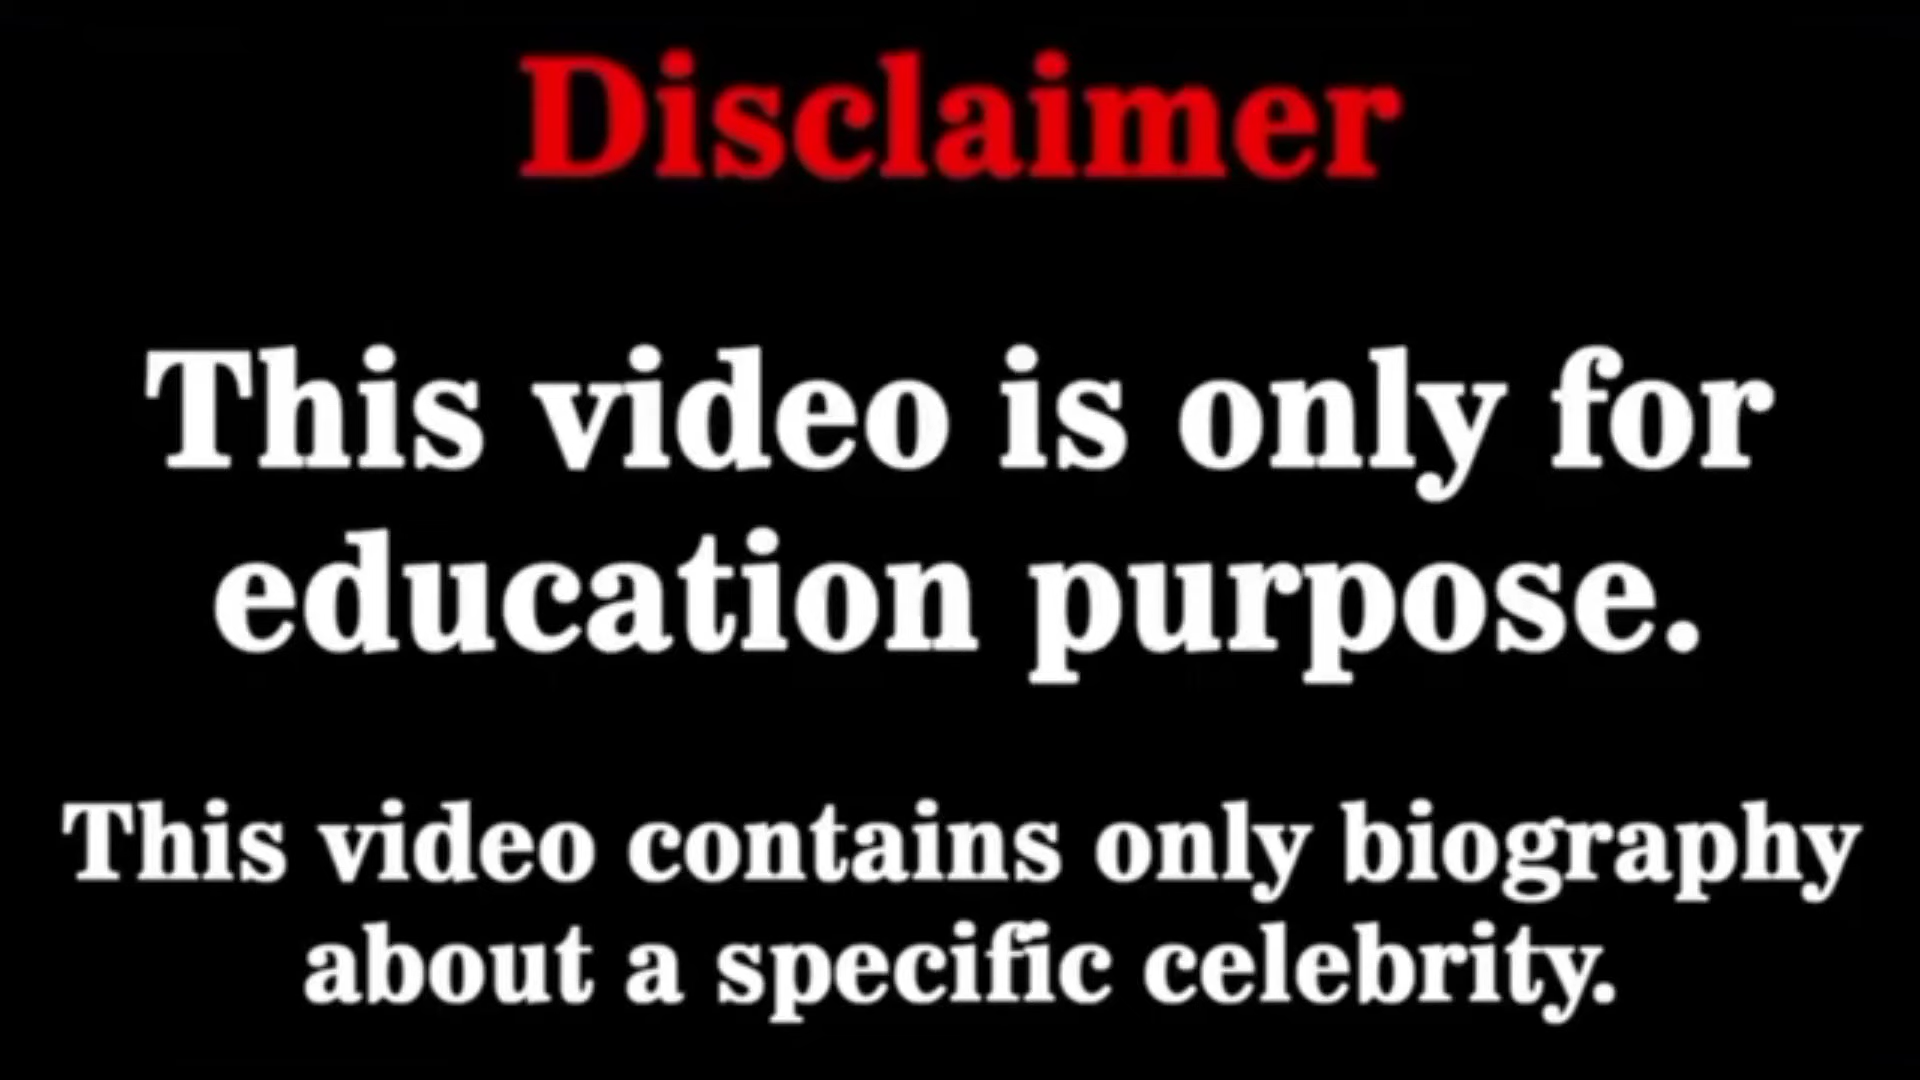 Disclaimer
This video is only for
education purpose.
This video contains only biography
about a specific celebrity.